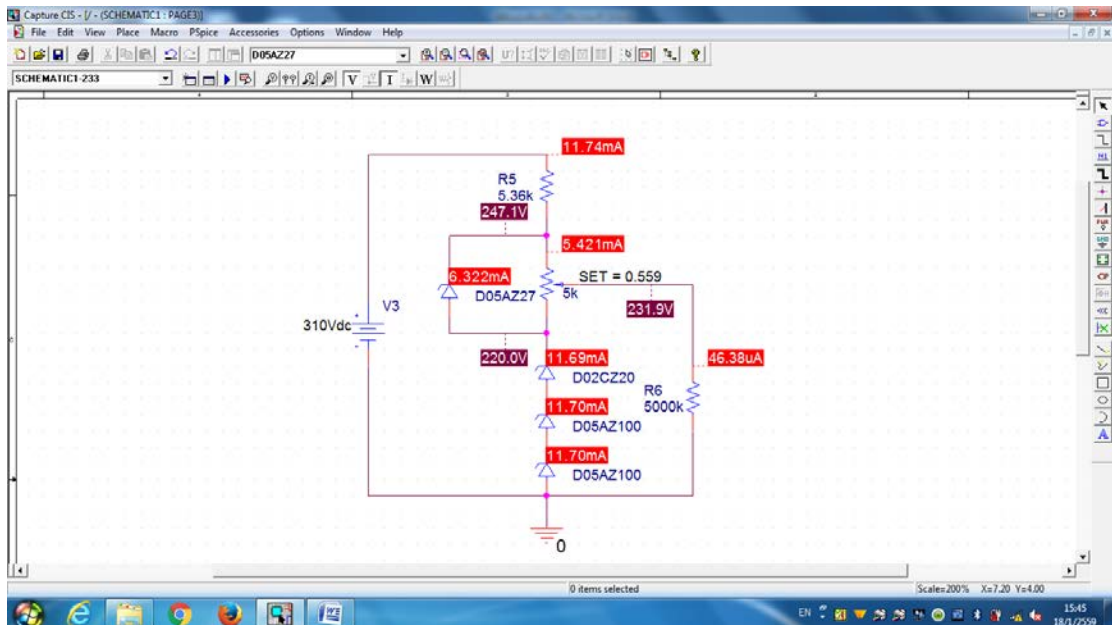 Capture CIS - [/ - (SCHEMATIC1 : PAGE3)]
File Edit View Place Macro PSpice Accessories Options Window Help
D05AZ27
SCHEMATIC1-233
V I W
11.74mA
R5
5.36k
247.1V
5.421mA
6.322mA
SET = 0.559
D05AZ27
5k
231.9V
V3
310Vdc
220.0V
11.69mA
46.38uA
D02CZ20
R6
11.70mA
5000k
D05AZ100
11.70mA
D05AZ100
0
0 items selected
Scale=200% X=7.20 Y=4.00
EN
15:45
18/1/2559